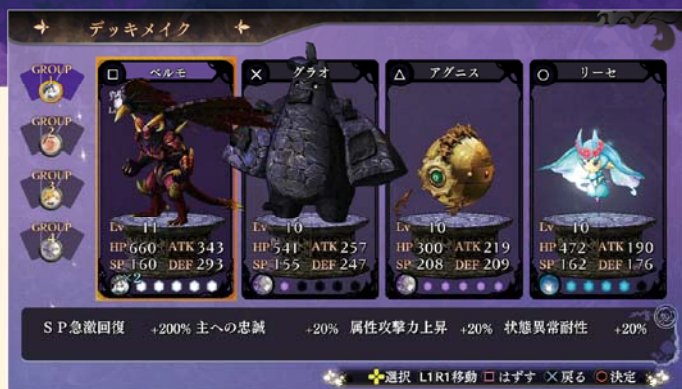 デッキメイク
GROUP 1
GROUP 2
GROUP 3
GROUP 4
□ ベルモ
Lv 11
HP 660 ATK 343
SP 160 DEF 293
×2
× グラオ
Lv 10
HP 541 ATK 257
SP 155 DEF 247
△ アグニス
Lv 10
HP 300 ATK 219
SP 208 DEF 209
○ リーセ
Lv 10
HP 472 ATK 190
SP 162 DEF 176
SP急激回復 +200% 主への忠誠 +20% 属性攻撃力上昇 +20% 状態異常耐性 +20%
選択 L1R1移動 □はずす ×戻る ○決定